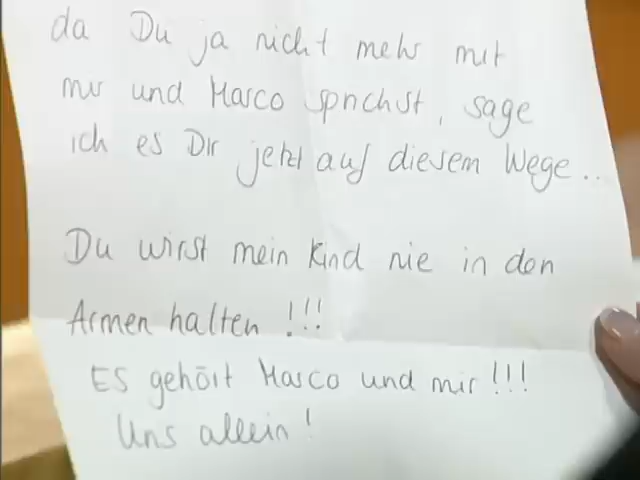 da Du ja nicht mehr mit
mir und Marco sprichst, sage
ich es Dir jetzt auf diesem Wege..
Du wirst mein Kind nie in den
Armen halten !!!
Es gehört Marco und mir !!!
Uns allein !